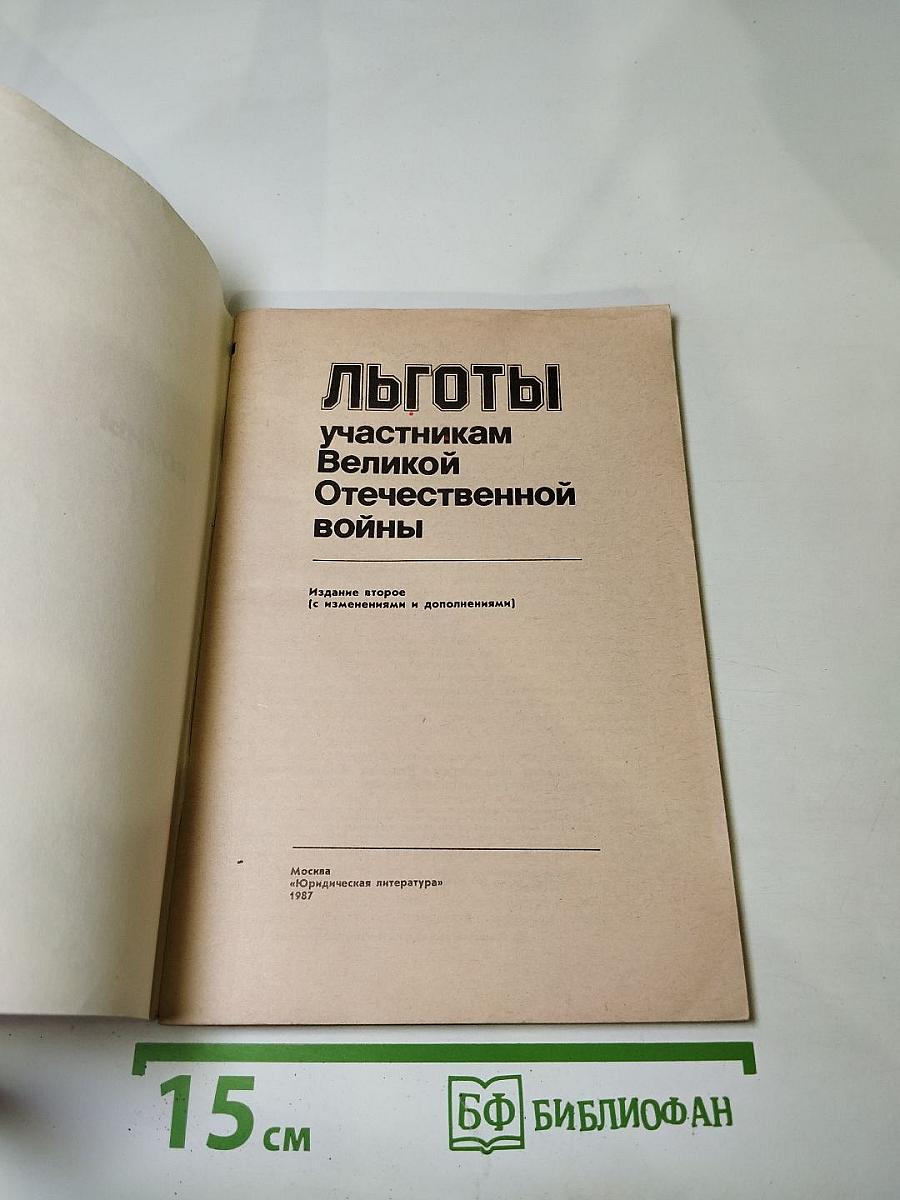 ЛЬГОТЫ
участникам
Великой
Отечественной
войны
Издание второе
(с изменениями и дополнениями)
Москва
«Юридическая литература»
1987
15 см
БФ БИБЛИОФАН